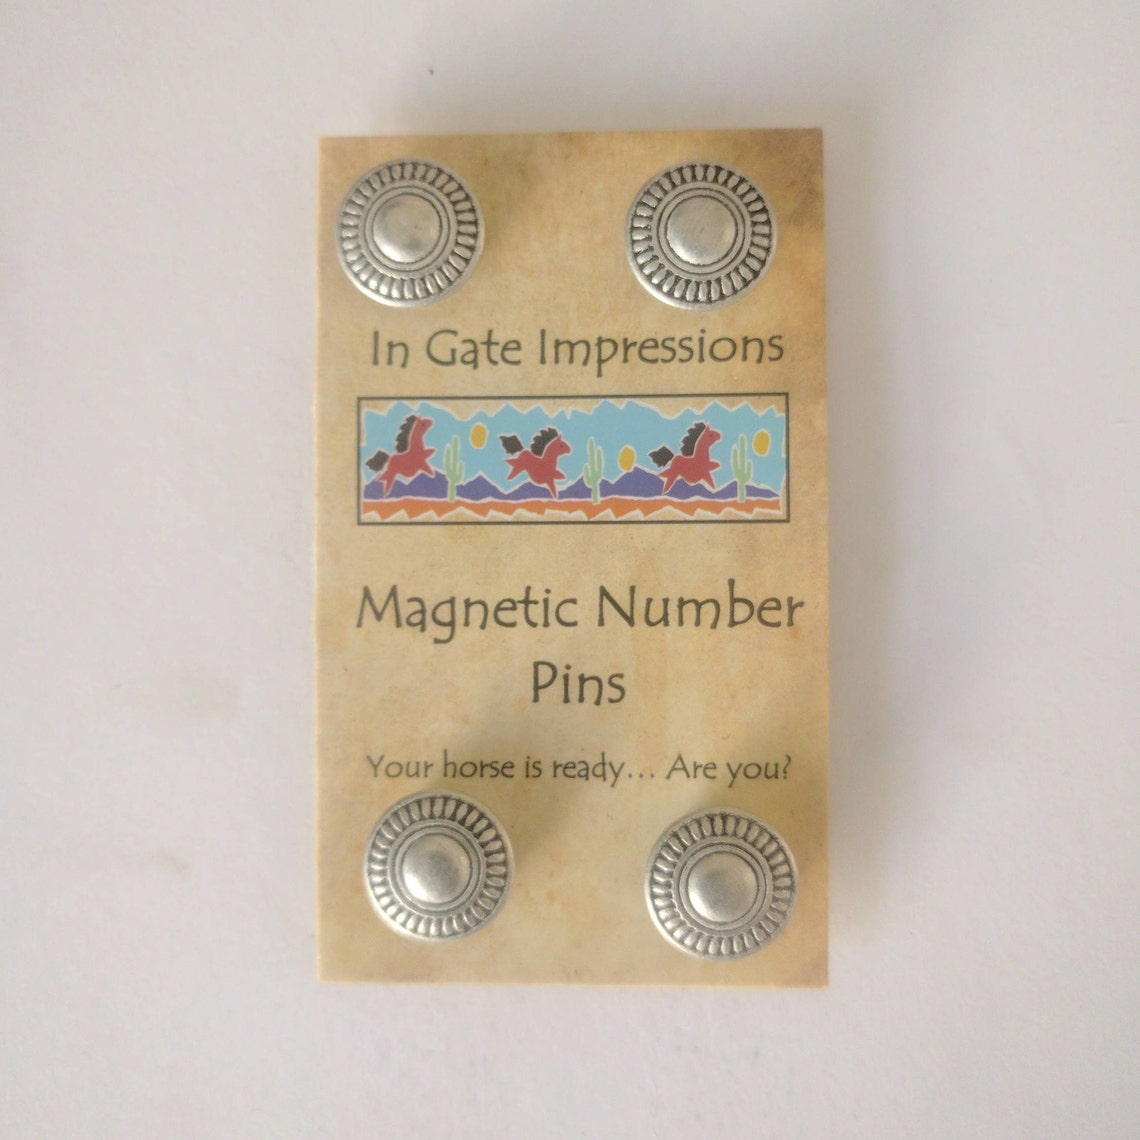 In Gate Impressions
Magnetic Number
Pins
Your horse is ready... Are you?